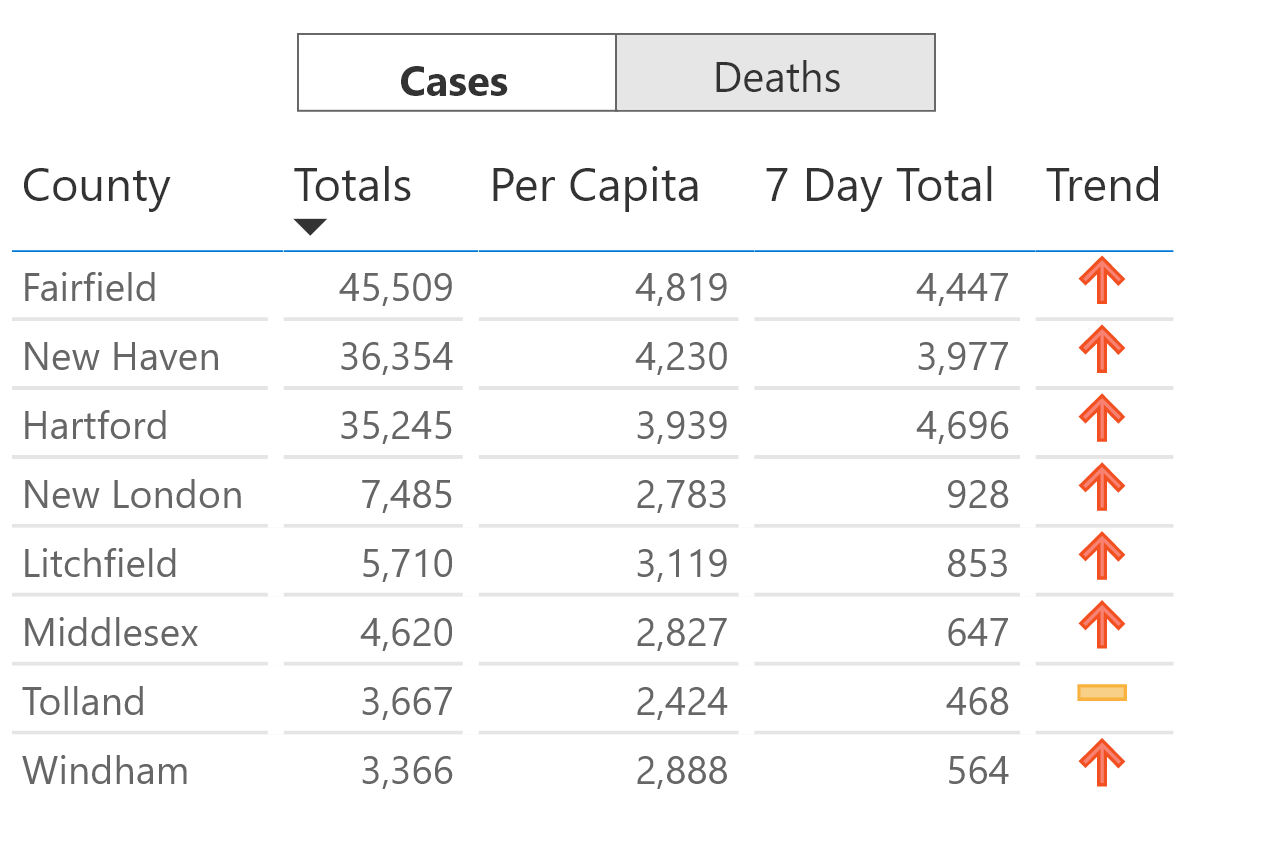 Cases Deaths
County Totals Per Capita 7 Day Total Trend
Fairfield 45,509 4,819 4,447
New Haven 36,354 4,230 3,977
Hartford 35,245 3,939 4,696
New London 7,485 2,783 928
Litchfield 5,710 3,119 853
Middlesex 4,620 2,827 647
Tolland 3,667 2,424 468
Windham 3,366 2,888 564